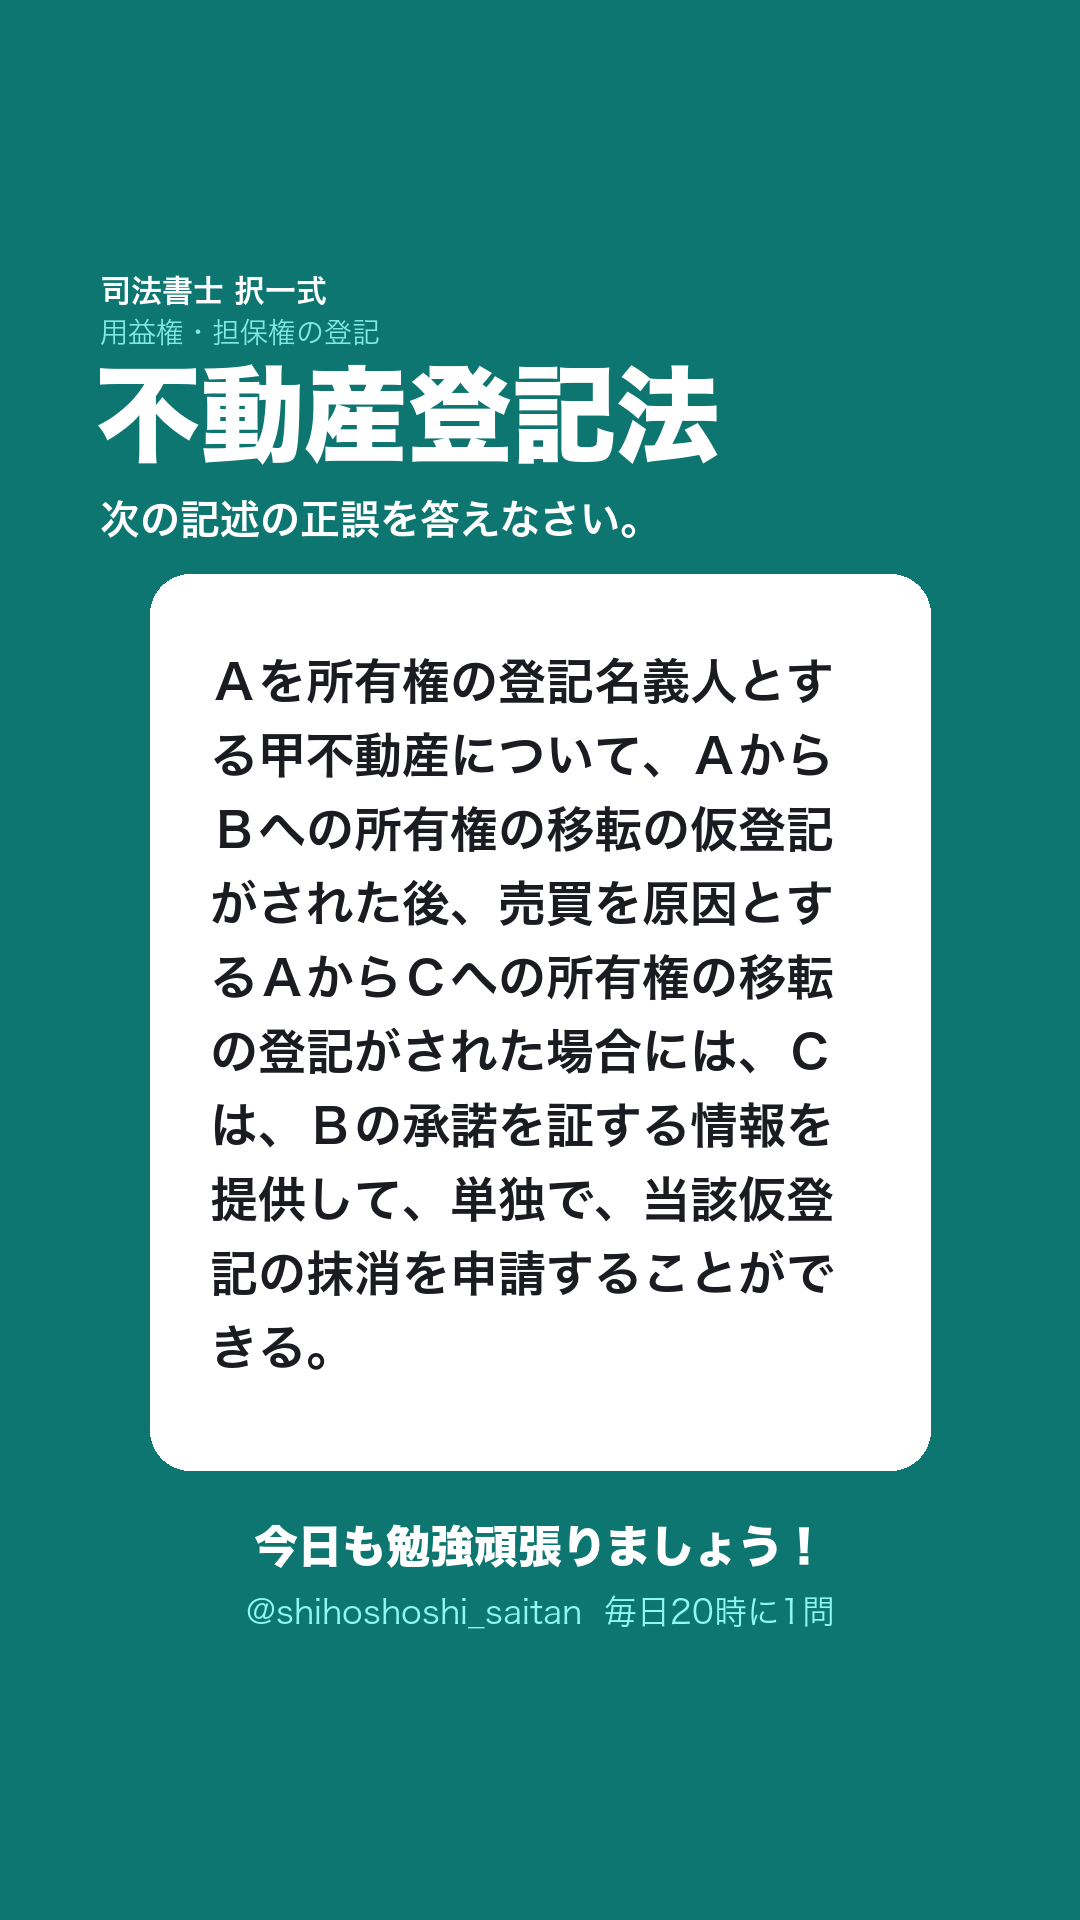 司法書士 択一式
用益権・担保権の登記
不動産登記法
次の記述の正誤を答えなさい。
Ａを所有権の登記名義人とす
る甲不動産について、Ａから
Ｂへの所有権の移転の仮登記
がされた後、売買を原因とす
るＡからＣへの所有権の移転
の登記がされた場合には、Ｃ
は、Ｂの承諾を証する情報を
提供して、単独で、当該仮登
記の抹消を申請することがで
きる。
今日も勉強頑張りましょう！
@shihoshoshi_saitan 毎日20時に1問